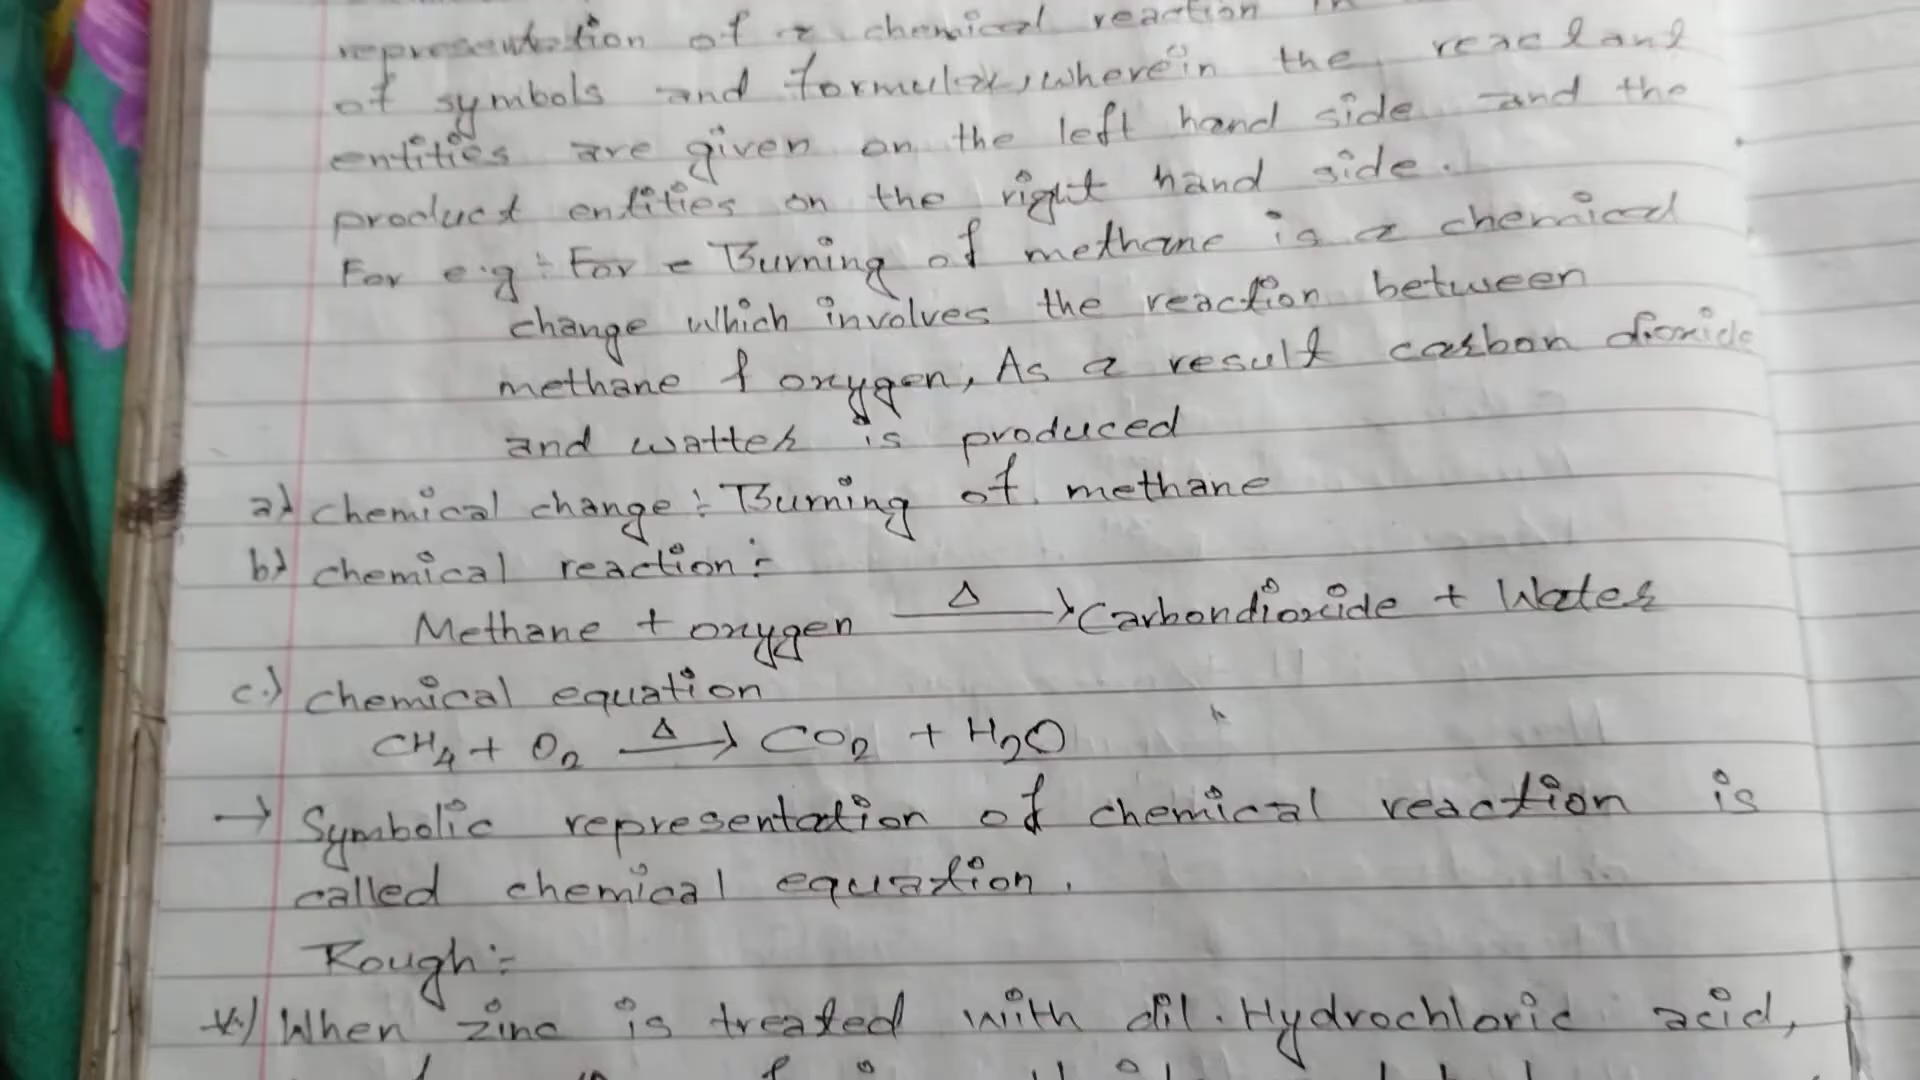 representation of a chemical reaction in
of symbols and formula, wherein the reactant
entities are given on the left hand side and the
product entities on the right hand side.
For e.g :- For - Burning of methane is a chemical
change which involves the reaction between
methane & oxygen, As a result carbon dioxide
and watter is produced
a) chemical change :- Burning of methane
b) chemical reaction :-
Methane + oxygen —Δ→ Carbondioxide + Water
c.) chemical equation
CH₄ + O₂ —Δ→ CO₂ + H₂O
→ Symbolic representation of chemical reaction is
called chemical equation.
Rough :-
When zinc is treated with dil. Hydrochloric acid,